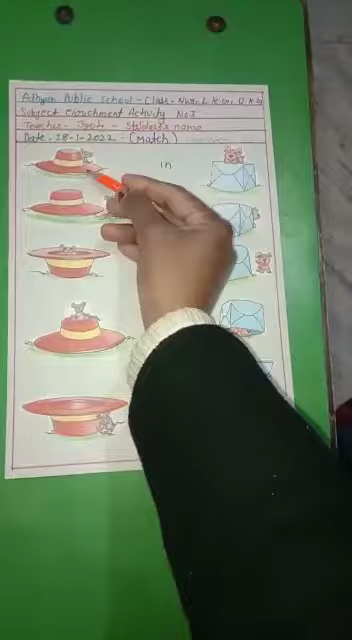 Adhyan Public School - Class - Nur, L.K.G, U.K.G
Subject Enrichment Activity No 3
Teacher - Jyoti - Student's name
Date. 28-1-2022 - (Match)
in